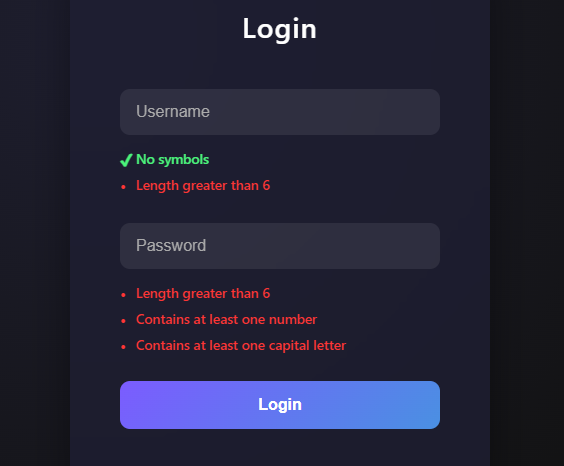 Login
Username
✔ No symbols
• Length greater than 6
Password
• Length greater than 6
• Contains at least one number
• Contains at least one capital letter
Login